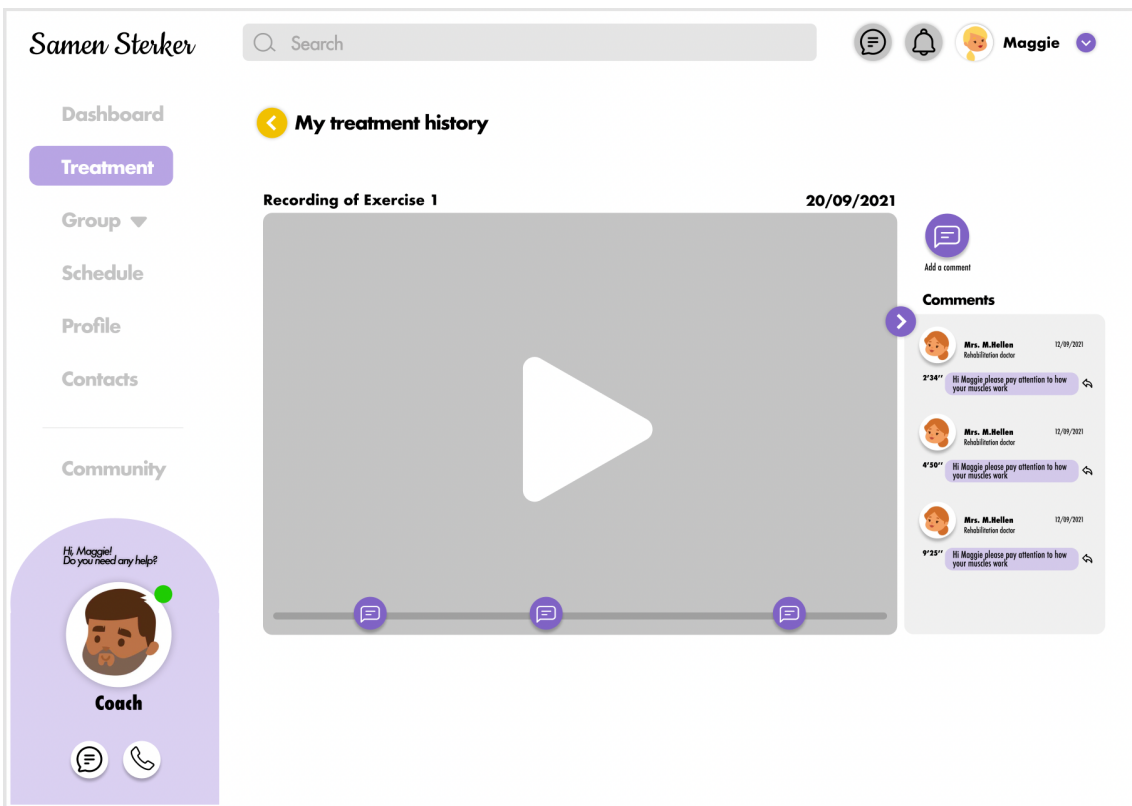 Samen Sterker
Search
Maggie
Dashboard
Treatment
Group
Schedule
Profile
Contacts
Community
Hi, Maggie!
Do you need any help?
Coach
My treatment history
Recording of Exercise 1
20/09/2021
Add a comment
Comments
Mrs. M.Hellen
12/09/2021
Rehabilitation doctor
2'34''
Hi Maggie please pay attention to how
your muscles work
Mrs. M.Hellen
12/09/2021
Rehabilitation doctor
4'50''
Hi Maggie please pay attention to how
your muscles work
Mrs. M.Hellen
12/09/2021
Rehabilitation doctor
9'25''
Hi Maggie please pay attention to how
your muscles work